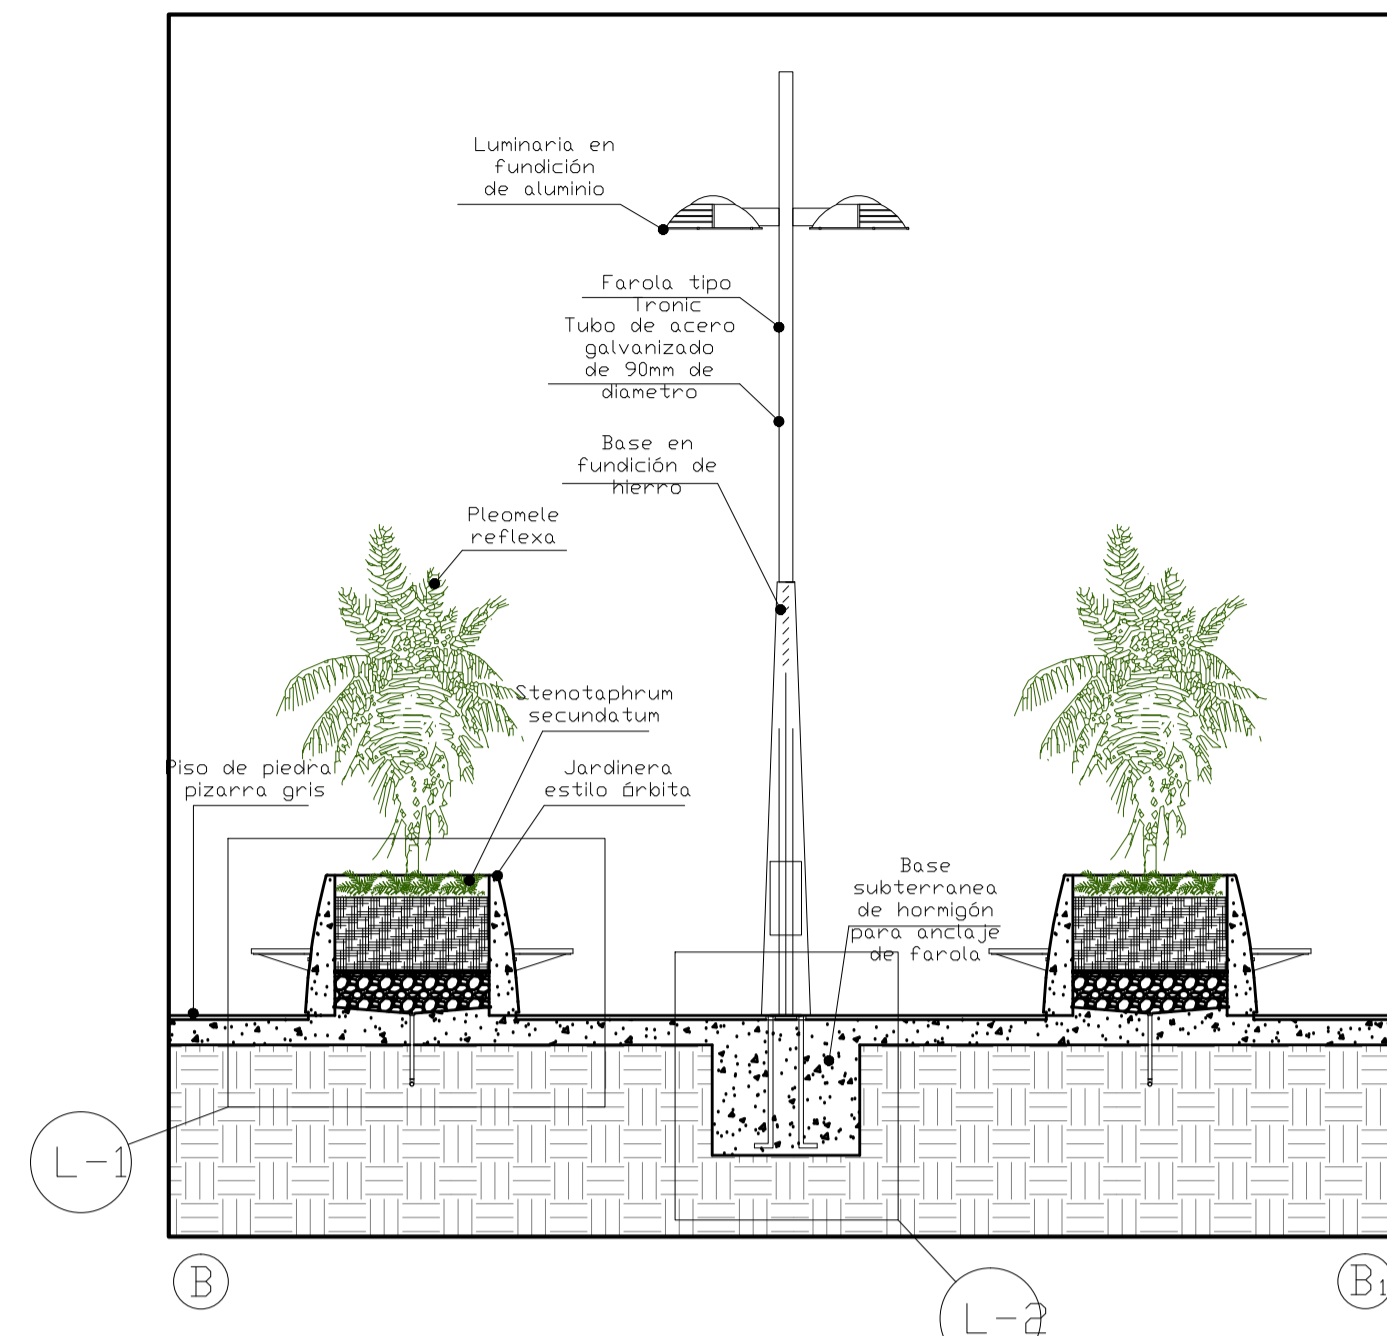 Luminaria en
fundición
de aluminio
Farola tipo
Tronic
Tubo de acero
galvanizado
de 90mm de
diametro
Base en
fundición de
hierro
Pleomele
reflexa
Stenotaphrum
secundatum
Piso de piedra
pizarra gris
Jardinera
estilo órbita
Base
subterranea
de hormigón
para anclaje
de farola
L-1
B
L-2
B1